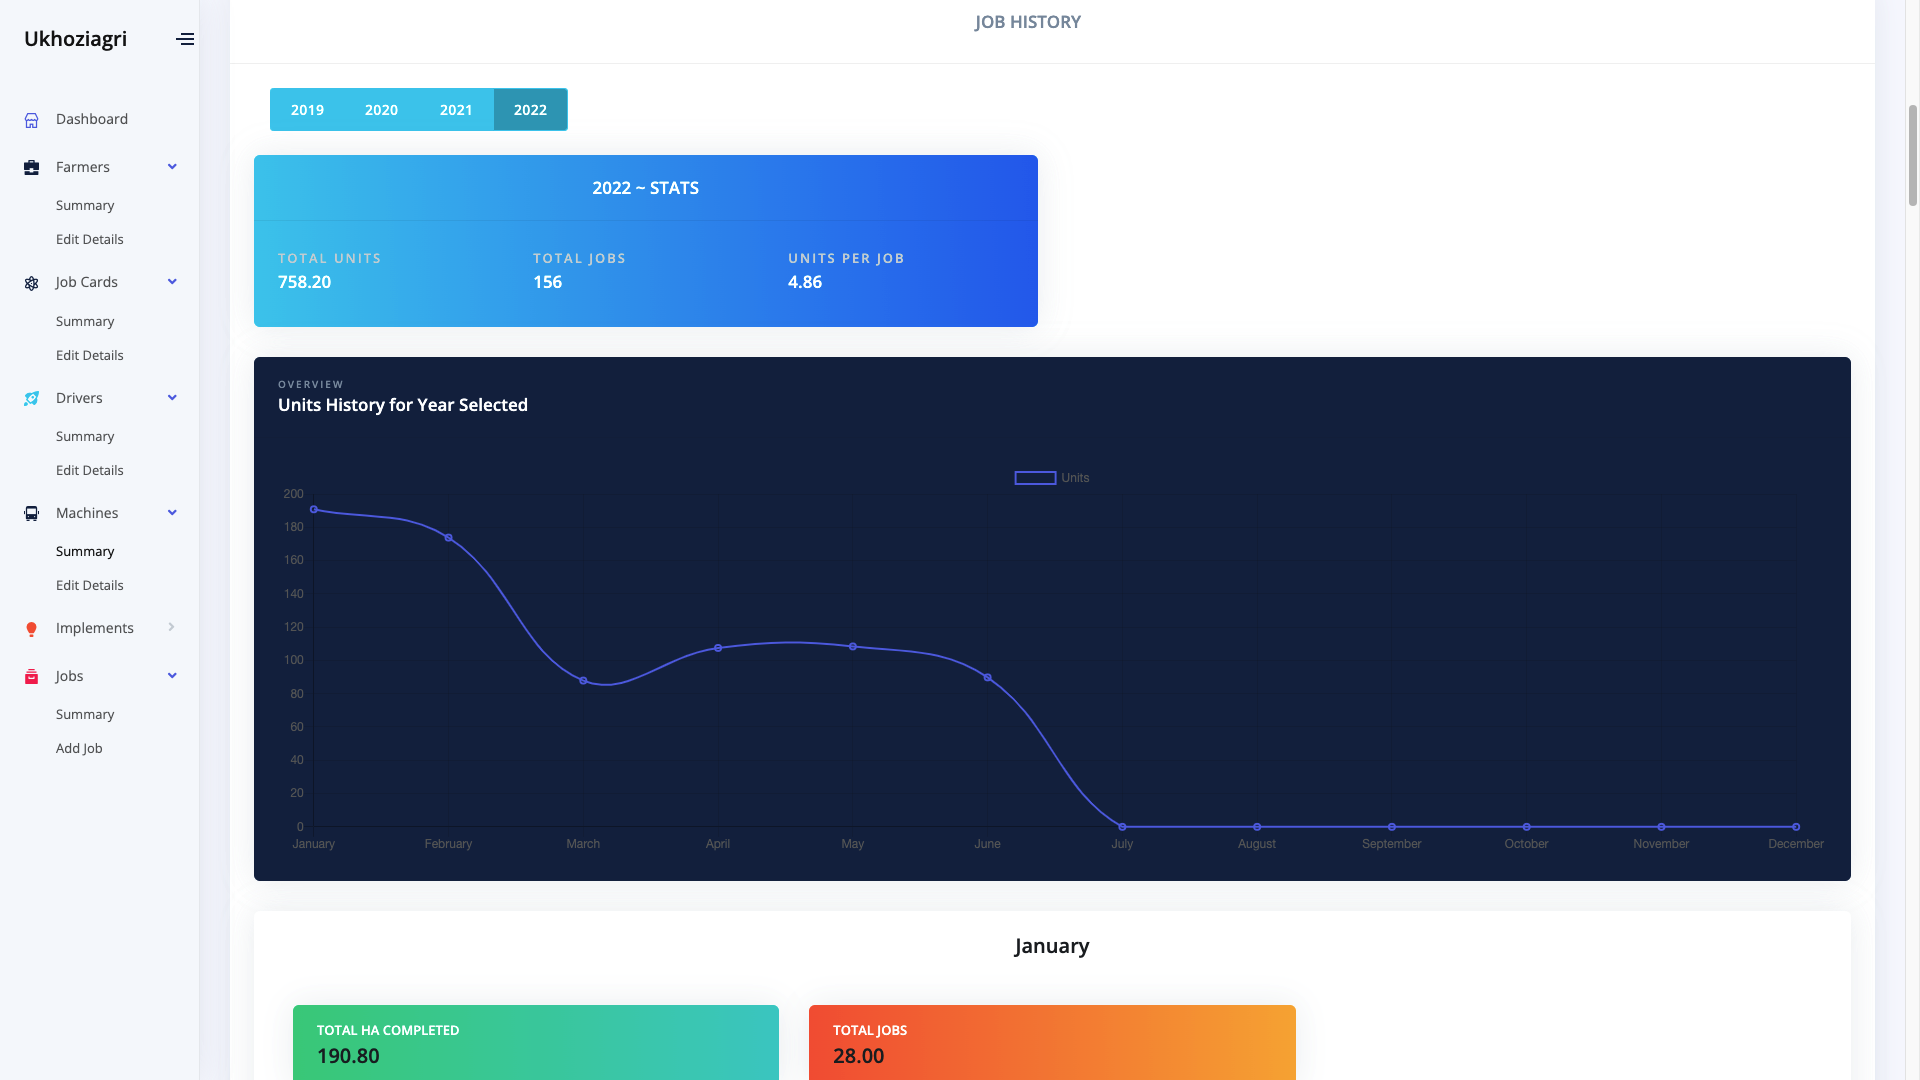 Ukhoziagri
Dashboard
Farmers
Summary
Edit Details
Job Cards
Summary
Edit Details
Drivers
Summary
Edit Details
Machines
Summary
Edit Details
Implements
Jobs
Summary
Add Job
JOB HISTORY
2019 2020 2021 2022
2022 ~ STATS
TOTAL UNITS TOTAL JOBS UNITS PER JOB
758.20 156 4.86
OVERVIEW
Units History for Year Selected
Units
200
180
160
140
120
100
80
60
40
20
0
January February March April May June July August September October November December
January
TOTAL HA COMPLETED TOTAL JOBS
190.80 28.00